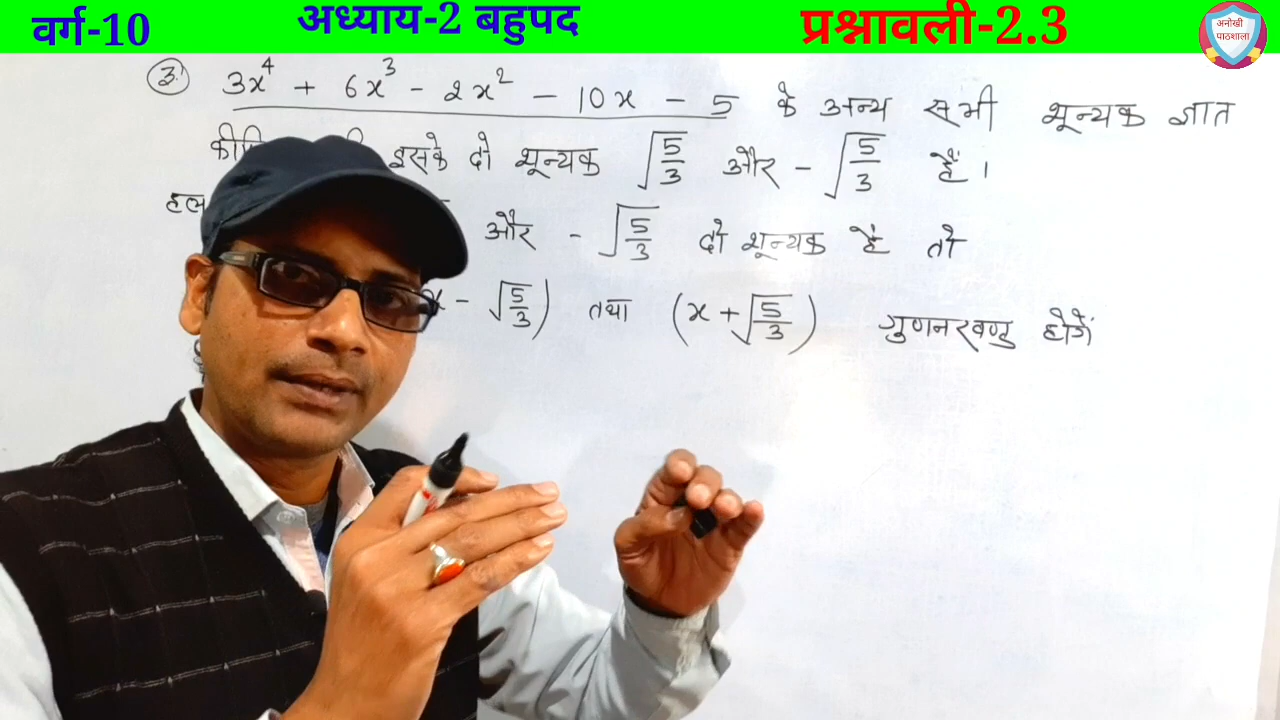 वर्ग-10 अध्याय-2 बहुपद प्रश्नावली-2.3
अनोखी
पाठशाला
3. 3x⁴ + 6x³ - 2x² - 10x - 5 के अन्य सभी शून्यक ज्ञात
इसके दो शून्यक √5/3 और - √5/3 हैं।
हल और - √5/3 दो शून्यक हैं तो
x - √5/3) तथा (x + √5/3) गुणनखण्ड होगें